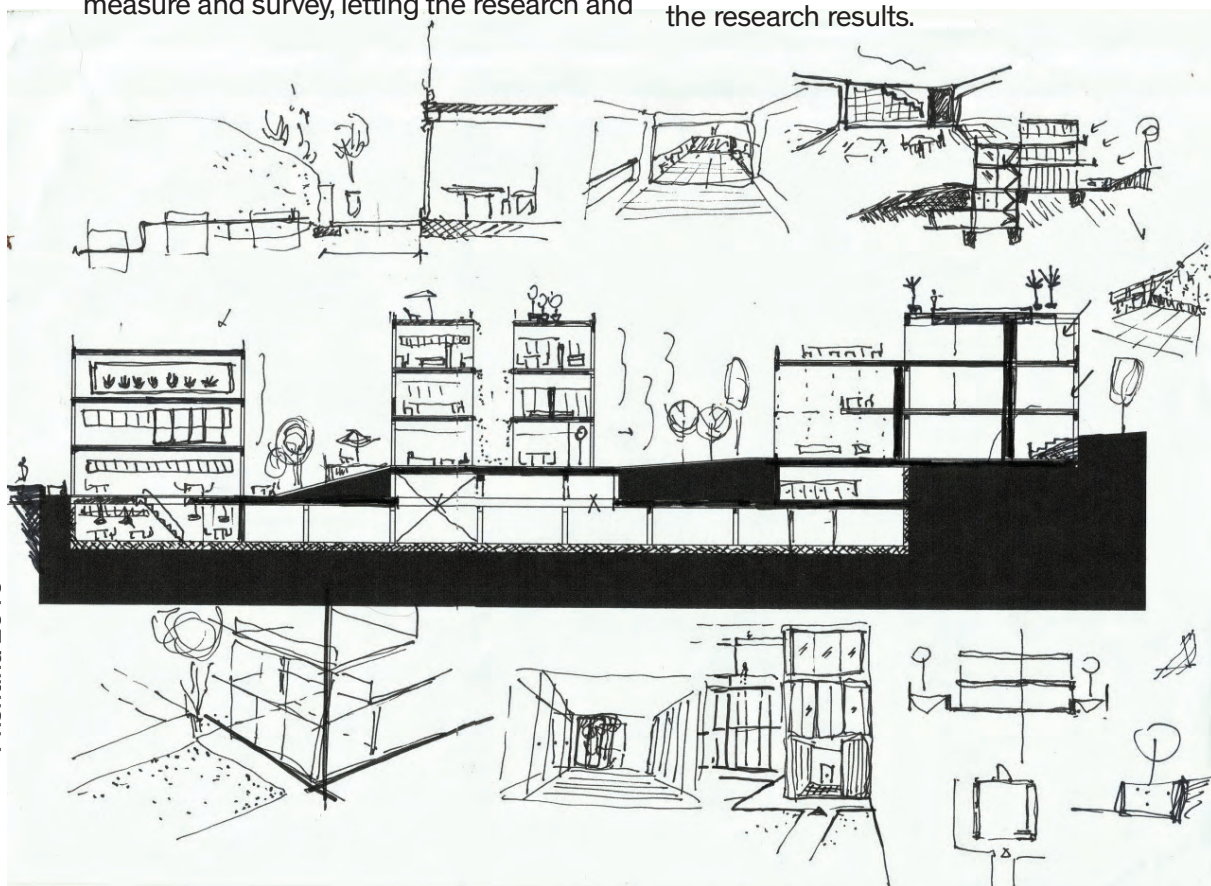 measure and survey, letting the research and
the research results.